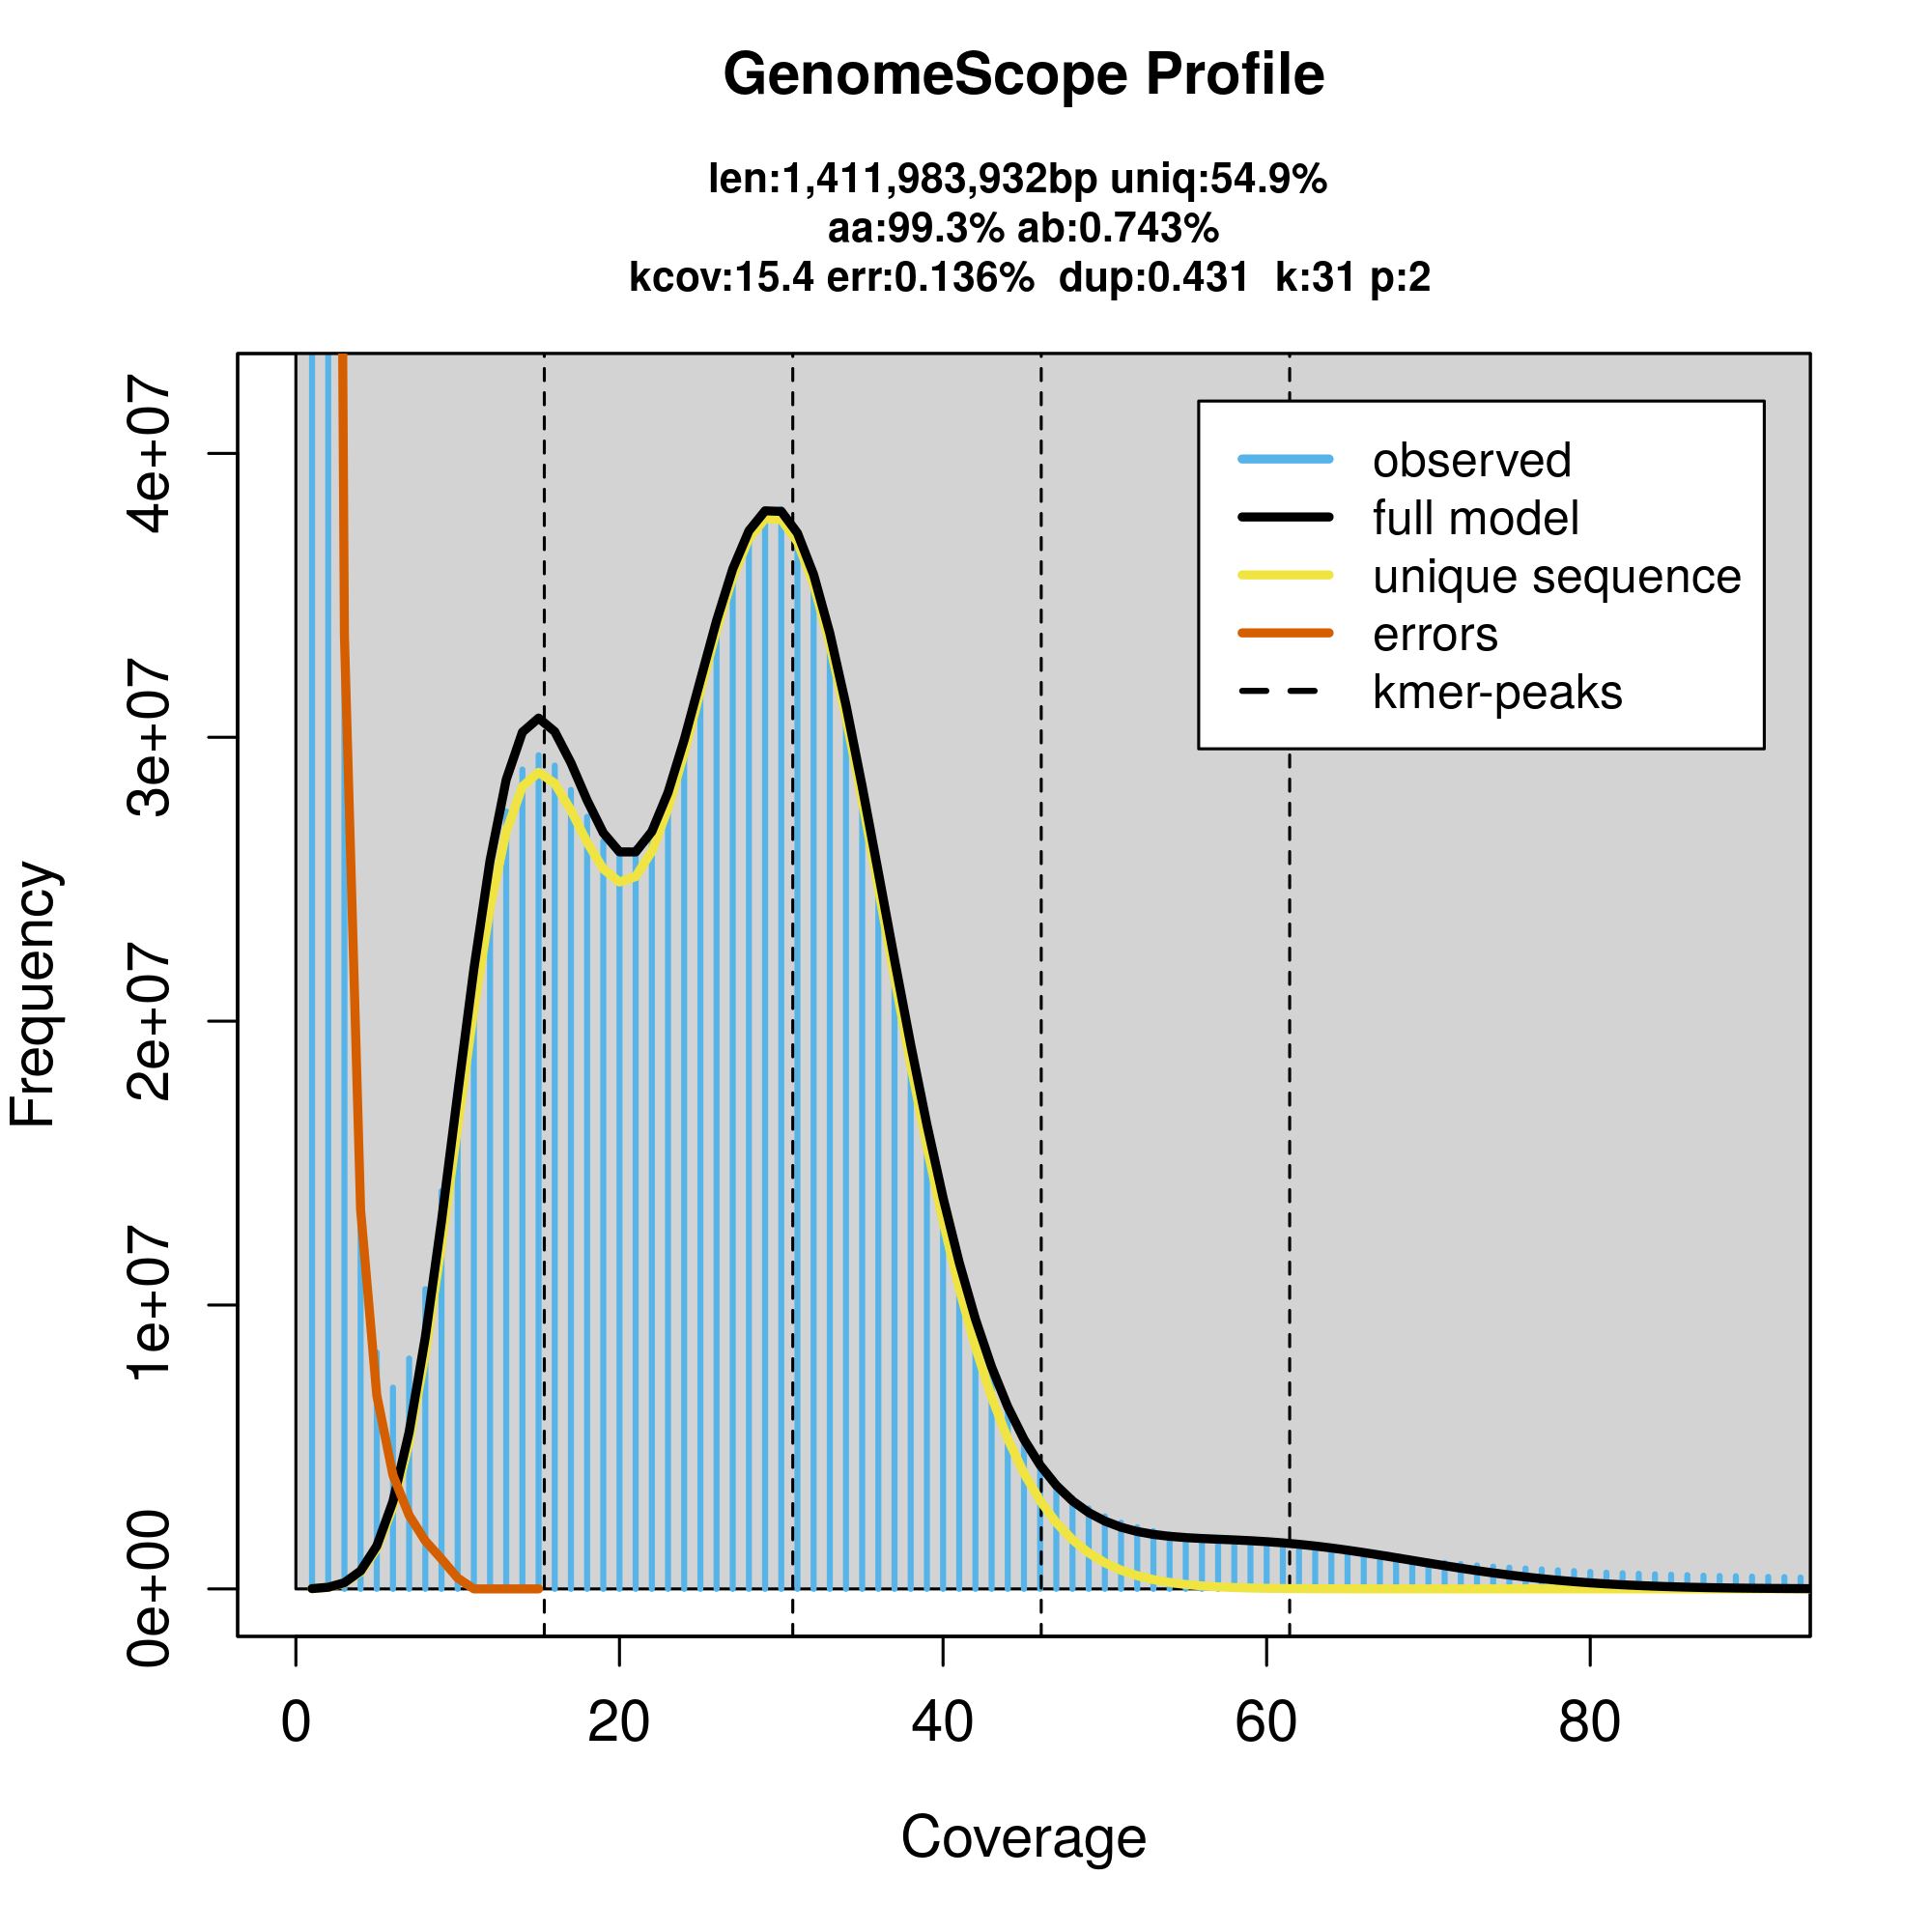 GenomeScope Profile
len:1,411,983,932bp uniq:54.9%
aa:99.3% ab:0.743%
kcov:15.4 err:0.136% dup:0.431 k:31 p:2
observed
full model
unique sequence
errors
kmer-peaks
Frequency
4e+07
3e+07
2e+07
1e+07
0e+00
0 20 40 60 80
Coverage